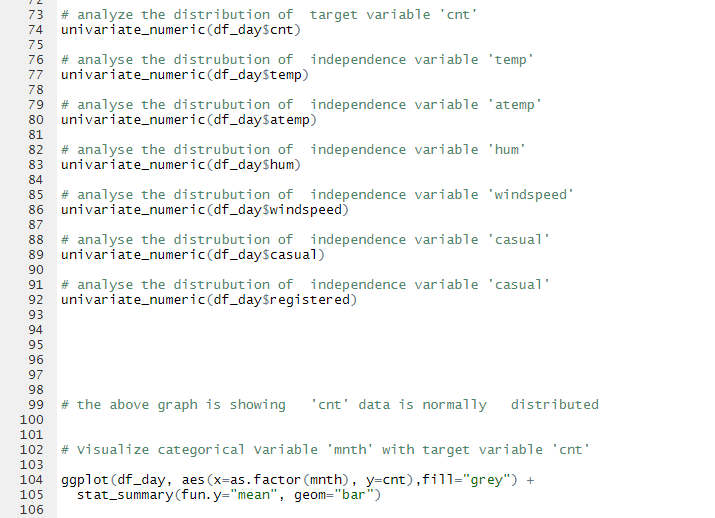 73 # analyze the distribution of  target variable 'cnt'
74 univariate_numeric(df_day$cnt)
75
76 # analyse the distrubution of  independence variable 'temp'
77 univariate_numeric(df_day$temp)
78
79 # analyse the distrubution of  independence variable 'atemp'
80 univariate_numeric(df_day$atemp)
81
82 # analyse the distrubution of  independence variable 'hum'
83 univariate_numeric(df_day$hum)
84
85 # analyse the distrubution of  independence variable 'windspeed'
86 univariate_numeric(df_day$windspeed)
87
88 # analyse the distrubution of  independence variable 'casual'
89 univariate_numeric(df_day$casual)
90
91 # analyse the distrubution of  independence variable 'casual'
92 univariate_numeric(df_day$registered)
93
94
95
96
97
98
99 # the above graph is showing   'cnt' data is normally   distributed
100
101
102 # Visualize categorical Variable 'mnth' with target variable 'cnt'
103
104 ggplot(df_day, aes(x=as.factor(mnth), y=cnt),fill="grey") +
105   stat_summary(fun.y="mean", geom="bar")
106